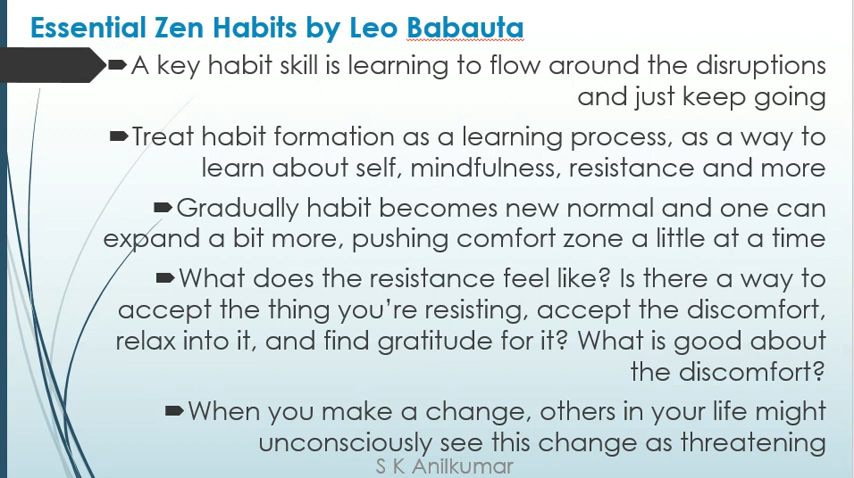 Essential Zen Habits by Leo Babauta
A key habit skill is learning to flow around the disruptions
and just keep going
Treat habit formation as a learning process, as a way to
learn about self, mindfulness, resistance and more
Gradually habit becomes new normal and one can
expand a bit more, pushing comfort zone a little at a time
What does the resistance feel like? Is there a way to
accept the thing you’re resisting, accept the discomfort,
relax into it, and find gratitude for it? What is good about
the discomfort?
When you make a change, others in your life might
unconsciously see this change as threatening
S K Anilkumar